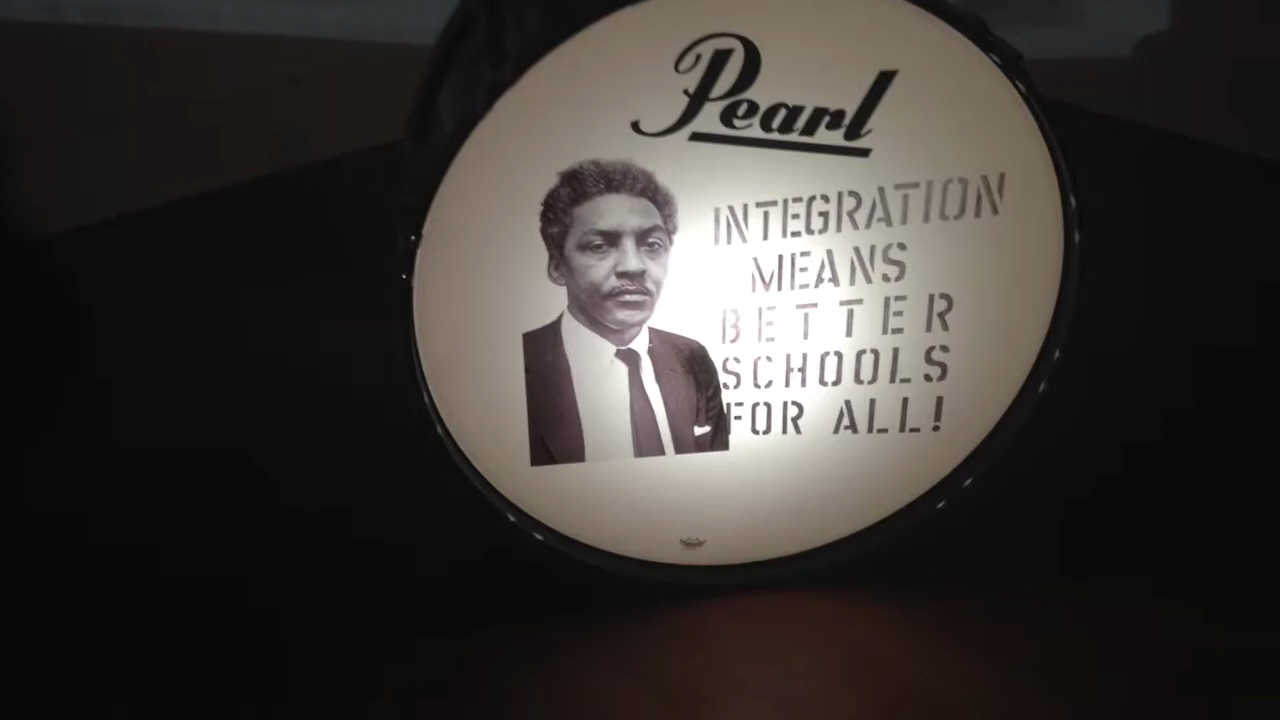 Pearl
INTEGRATION
MEANS
BETTER
SCHOOLS
FOR ALL!